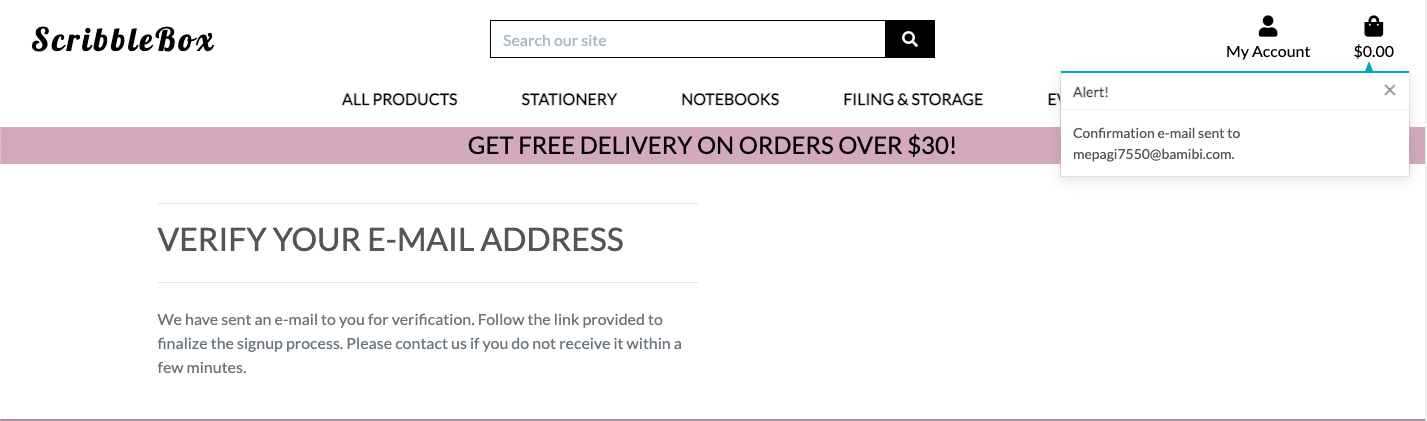 ScribbleBox
Search our site
My Account
$0.00
ALL PRODUCTS
STATIONERY
NOTEBOOKS
FILING & STORAGE
Alert!
Confirmation e-mail sent to
mepagi7550@bamibi.com.
GET FREE DELIVERY ON ORDERS OVER $30!
VERIFY YOUR E-MAIL ADDRESS
We have sent an e-mail to you for verification. Follow the link provided to
finalize the signup process. Please contact us if you do not receive it within a
few minutes.